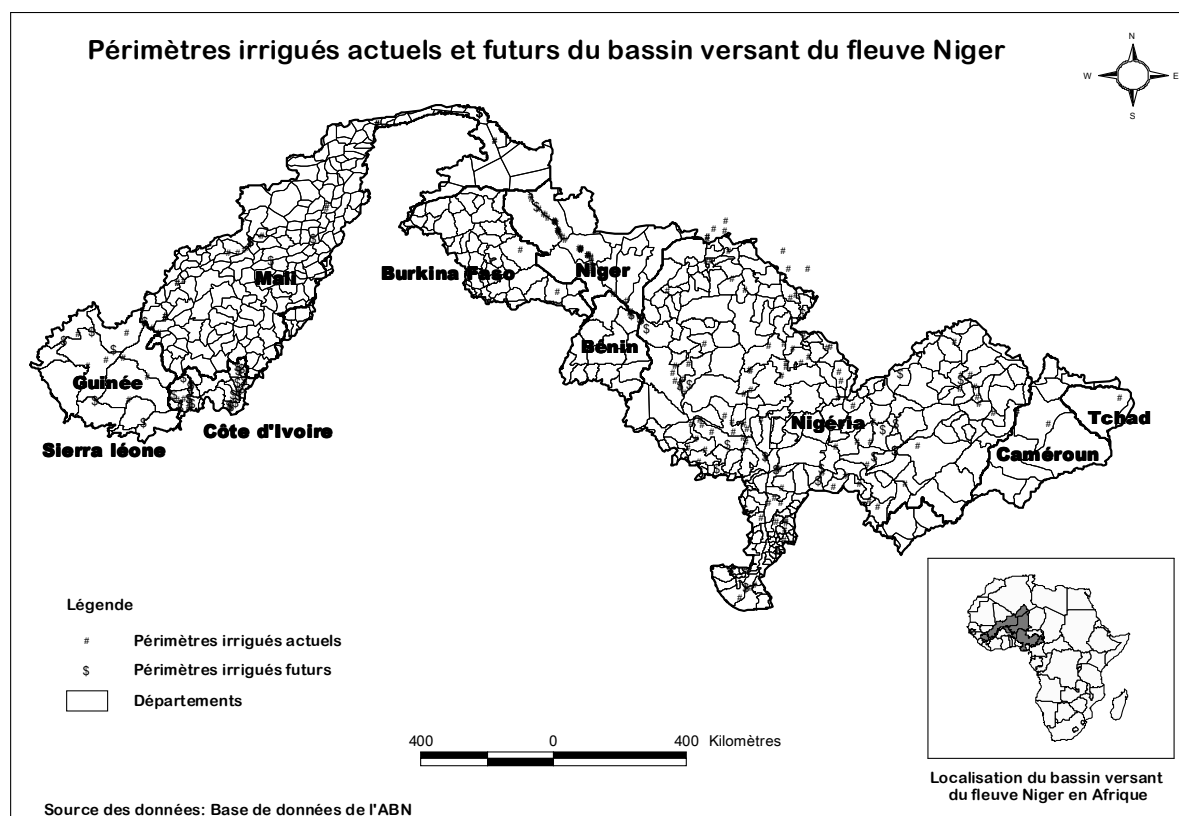 Périmètres irrigués actuels et futurs du bassin versant du fleuve Niger
N
W E
S
Mali
Burkina Faso
Niger
Bénin
Guinée
Sierra léone
Côte d'Ivoire
Nigéria
Tchad
Caméroun
Légende
# Périmètres irrigués actuels
$ Périmètres irrigués futurs
Départements
400 0 400 Kilomètres
Localisation du bassin versant
du fleuve Niger en Afrique
Source des données: Base de données de l'ABN